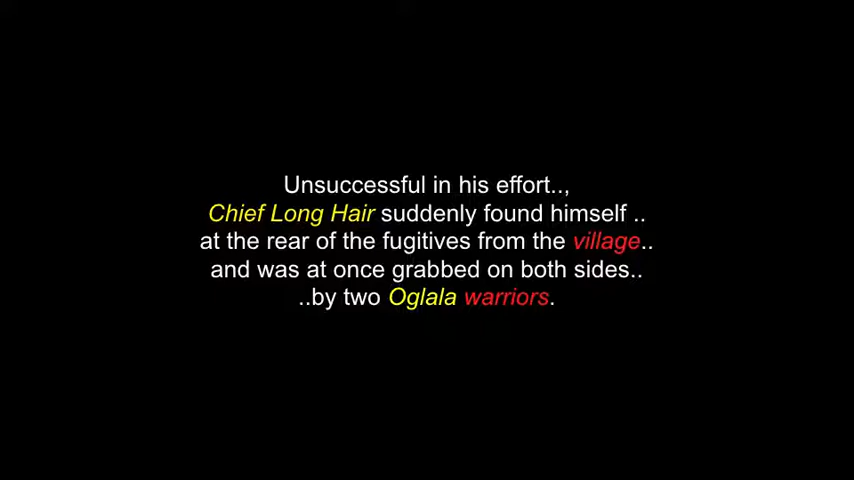 Unsuccessful in his effort..,
Chief Long Hair suddenly found himself ..
at the rear of the fugitives from the village..
and was at once grabbed on both sides..
..by two Oglala warriors.